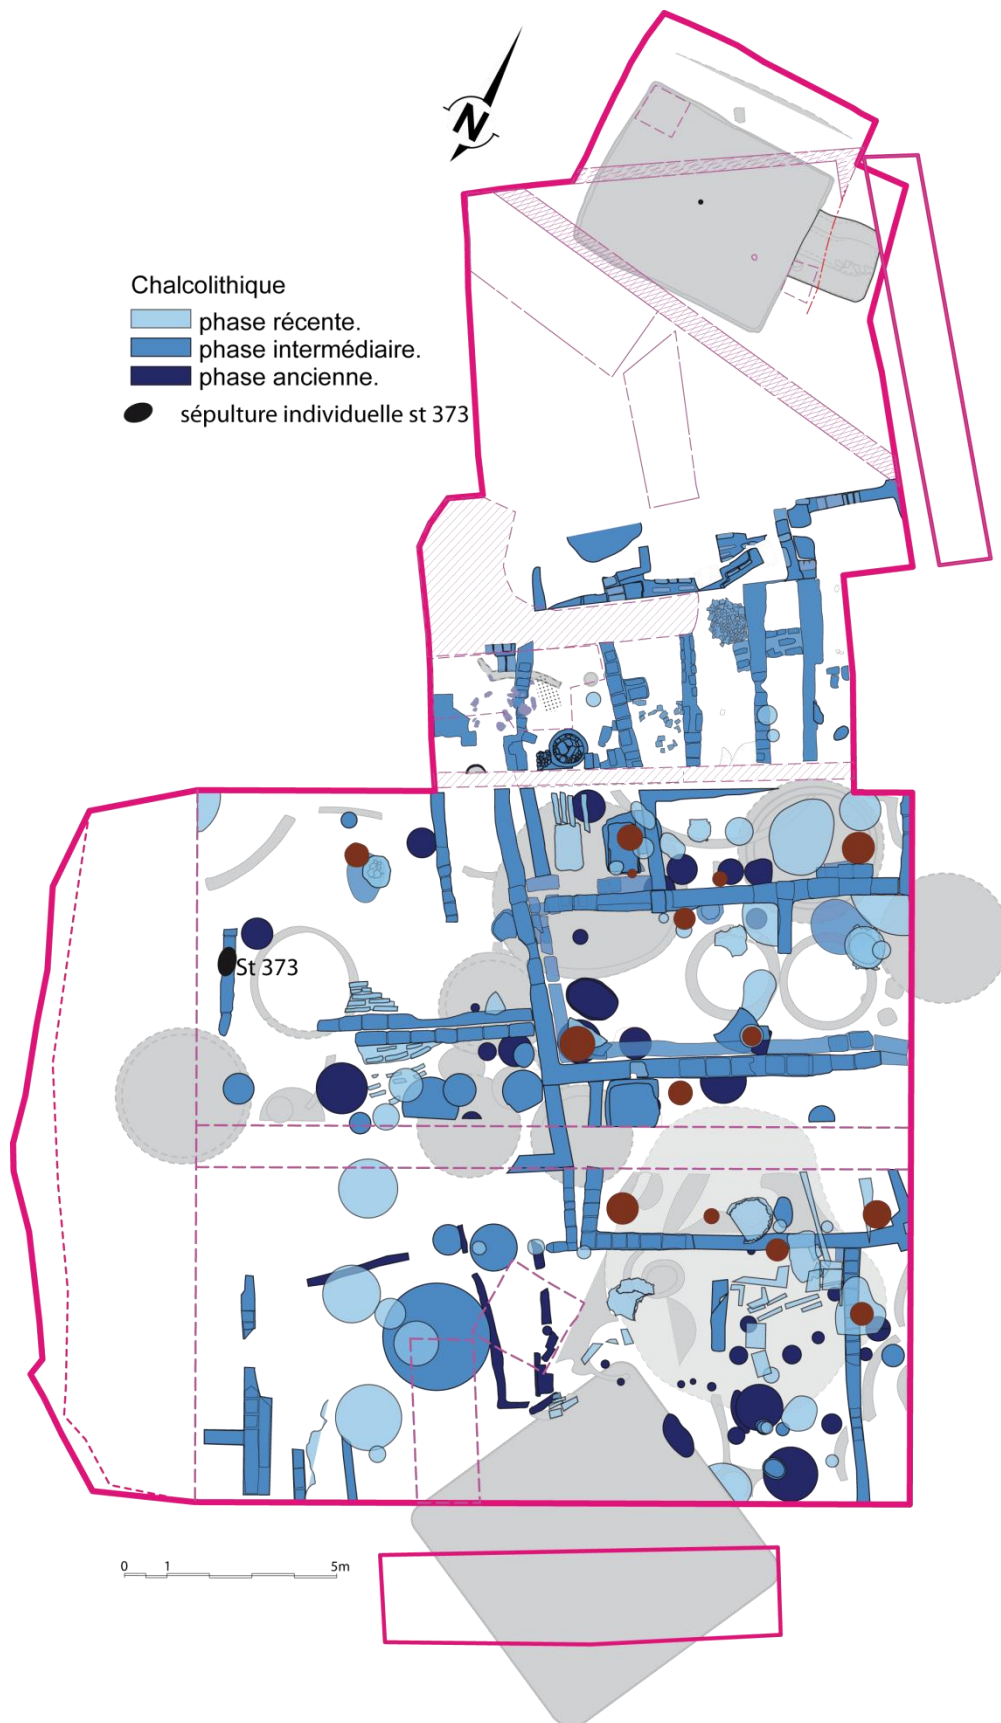 N
Chalcolithique
phase récente.
phase intermédiaire.
phase ancienne.
sépulture individuelle st 373
St 373
0 1 5m